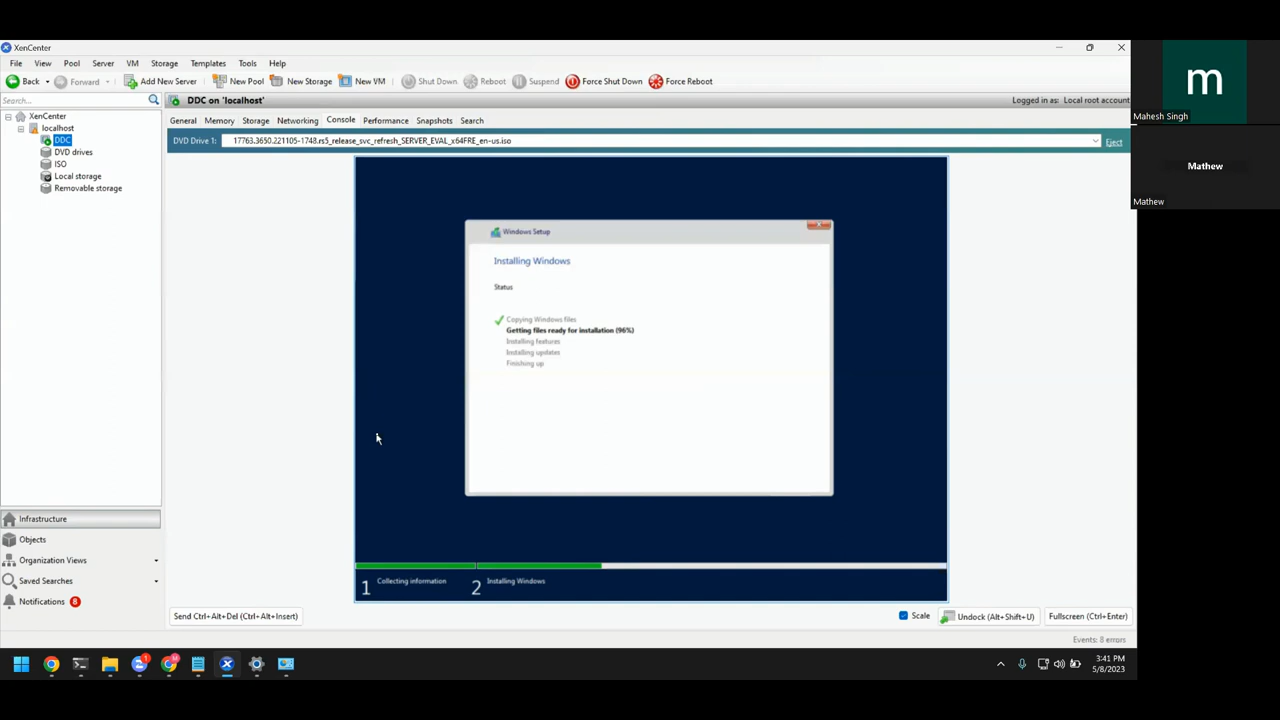 XenCenter
File View Pool Server VM Storage Templates Tools Help
Back Forward Add New Server New Pool New Storage New VM Shut Down Reboot Suspend Force Shut Down Force Reboot
Search...
DDC on 'localhost'
Logged in as: Local root account
XenCenter
localhost
DDC
DVD drives
ISO
Local storage
Removable storage
General Memory Storage Networking Console Performance Snapshots Search
DVD Drive 1: 17763.3650.221105-1748.rs5_release_svc_refresh_SERVER_EVAL_x64FRE_en-us.iso Eject
Windows Setup
Installing Windows
Status
Copying Windows files
Getting files ready for installation (96%)
Installing features
Installing updates
Finishing up
1 Collecting information 2 Installing Windows
Infrastructure
Objects
Organization Views
Saved Searches
Notifications 8
Send Ctrl+Alt+Del (Ctrl+Alt+Insert)
Scale Undock (Alt+Shift+U) Fullscreen (Ctrl+Enter)
Events: 8 errors
3:41 PM
5/8/2023
m
Mahesh Singh
Mathew
Mathew